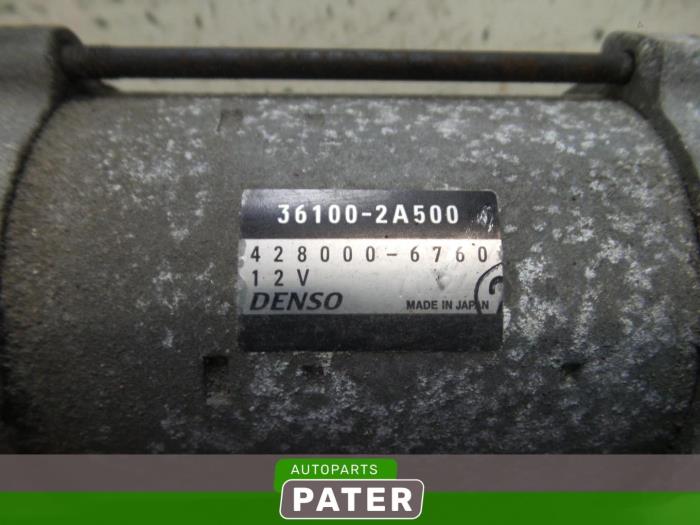 36100-2A500
428000-6760
12V
DENSO MADE IN JAPAN
AUTOPARTS
PATER